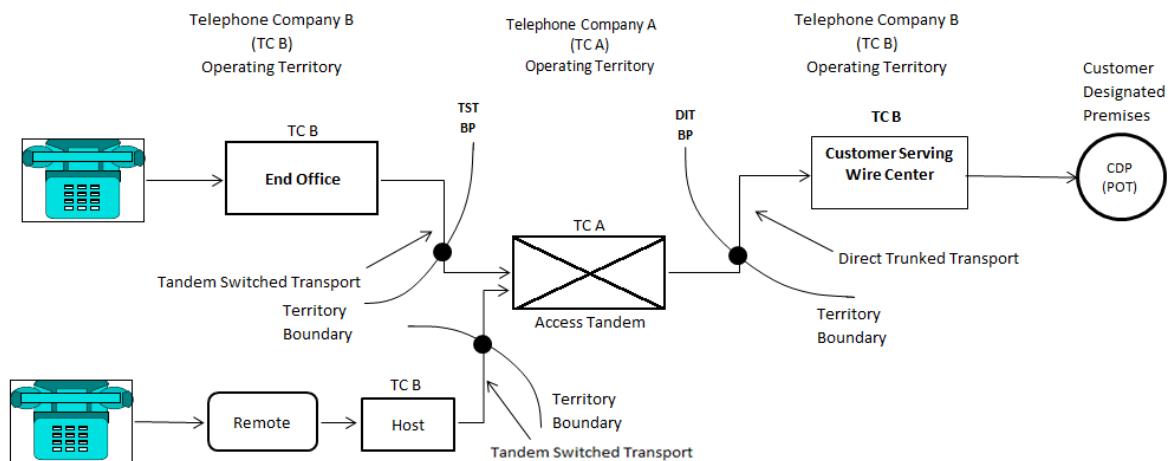 Telephone Company B
(TC B)
Operating Territory
Telephone Company A
(TC A)
Operating Territory
Telephone Company B
(TC B)
Operating Territory
Customer
Designated
Premises
TST
BP
DIT
BP
TC B
End Office
TC B
Customer Serving
Wire Center
CDP
(POT)
TC A
Tandem Switched Transport
Direct Trunked Transport
Territory
Boundary
Access Tandem
Territory
Boundary
TC B
Remote
Host
Territory
Boundary
Tandem Switched Transport